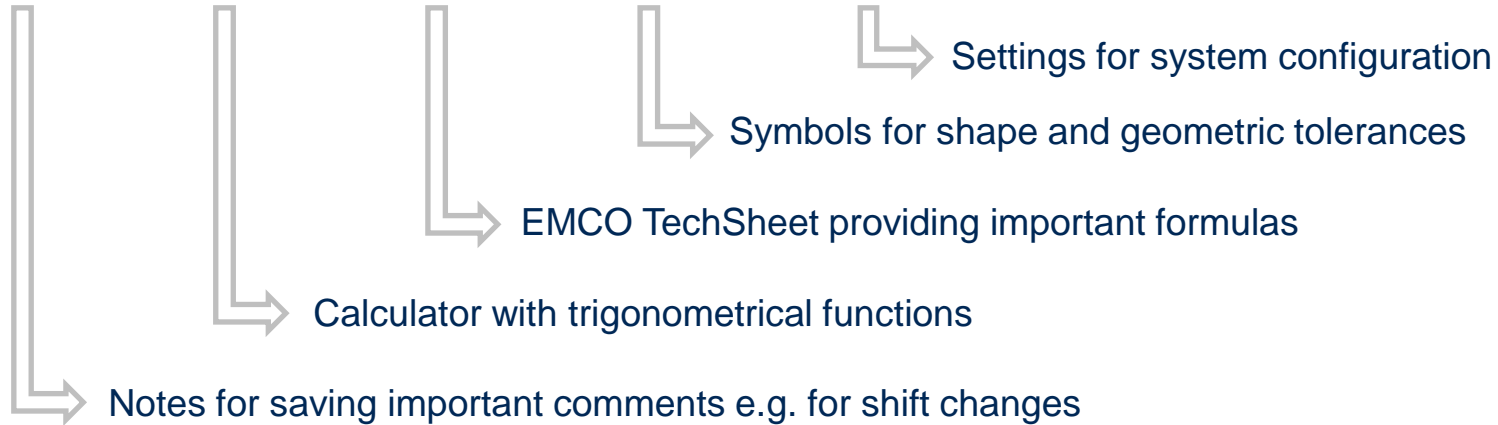 Settings for system configuration
Symbols for shape and geometric tolerances
EMCO TechSheet providing important formulas
Calculator with trigonometrical functions
Notes for saving important comments e.g. for shift changes